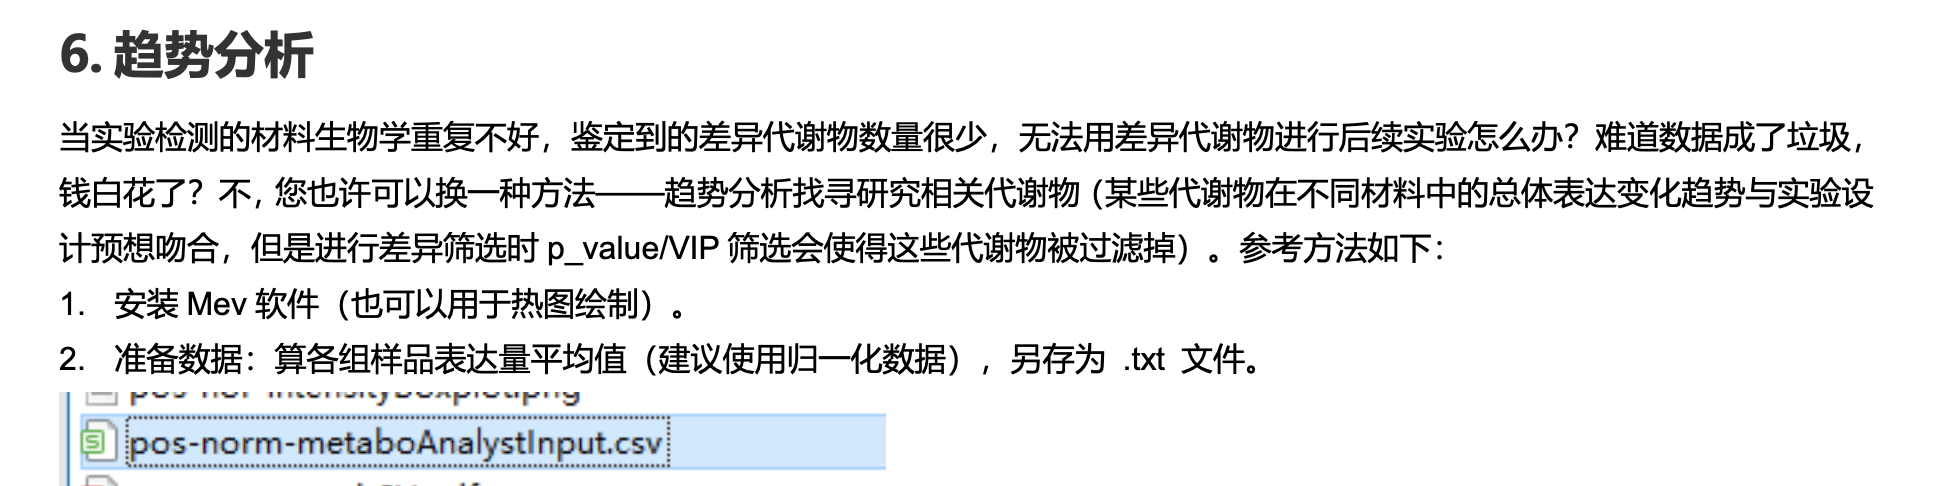 6. 趋势分析
当实验检测的材料生物学重复不好，鉴定到的差异代谢物数量很少，无法用差异代谢物进行后续实验怎么办？难道数据成了垃圾，
钱白花了？不，您也许可以换一种方法——趋势分析找寻研究相关代谢物（某些代谢物在不同材料中的总体表达变化趋势与实验设
计预想吻合，但是进行差异筛选时 p_value/VIP 筛选会使得这些代谢物被过滤掉）。参考方法如下：
1. 安装 Mev 软件（也可以用于热图绘制）。
2. 准备数据：算各组样品表达量平均值（建议使用归一化数据），另存为 .txt 文件。
pos-norm-metaboAnalystInput.csv